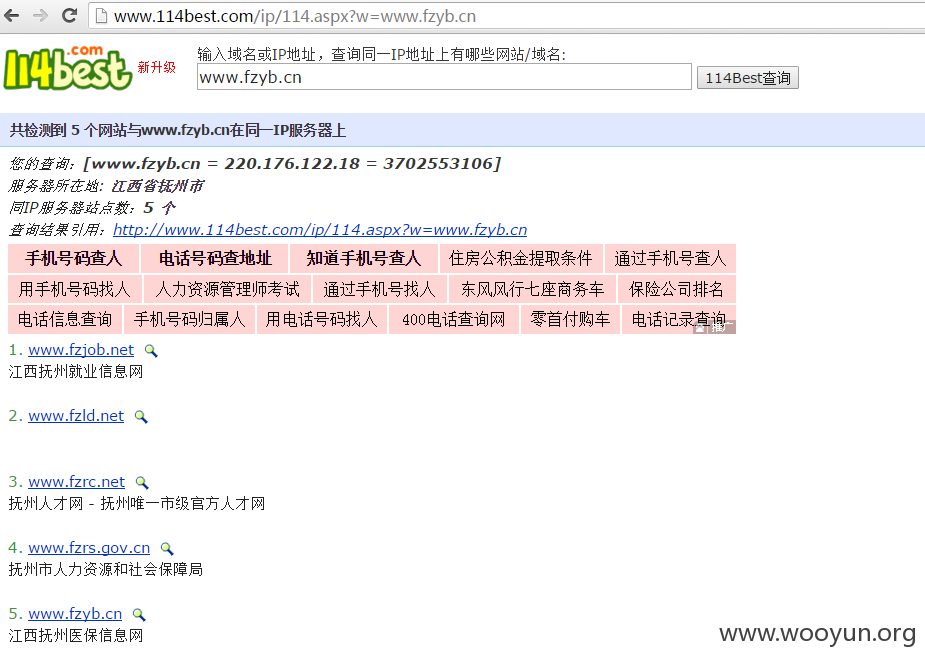 www.114best.com/ip/114.aspx?w=www.fzyb.cn
114best.com 新升级
输入域名或IP地址，查询同一IP地址上有哪些网站/域名:
www.fzyb.cn 114Best查询
共检测到 5 个网站与www.fzyb.cn在同一IP服务器上
您的查询：[www.fzyb.cn = 220.176.122.18 = 3702553106]
服务器所在地: 江西省抚州市
同IP服务器站点数：5 个
查询结果引用：http://www.114best.com/ip/114.aspx?w=www.fzyb.cn
手机号码查人 电话号码查地址 知道手机号查人 住房公积金提取条件 通过手机号查人
用手机号码找人 人力资源管理师考试 通过手机号找人 东风风行七座商务车 保险公司排名
电话信息查询 手机号码归属人 用电话号码找人 400电话查询网 零首付购车 电话记录查询
推广
1. www.fzjob.net
江西抚州就业信息网
2. www.fzld.net
3. www.fzrc.net
抚州人才网 - 抚州唯一市级官方人才网
4. www.fzrs.gov.cn
抚州市人力资源和社会保障局
5. www.fzyb.cn
江西抚州医保信息网
www.wooyun.org